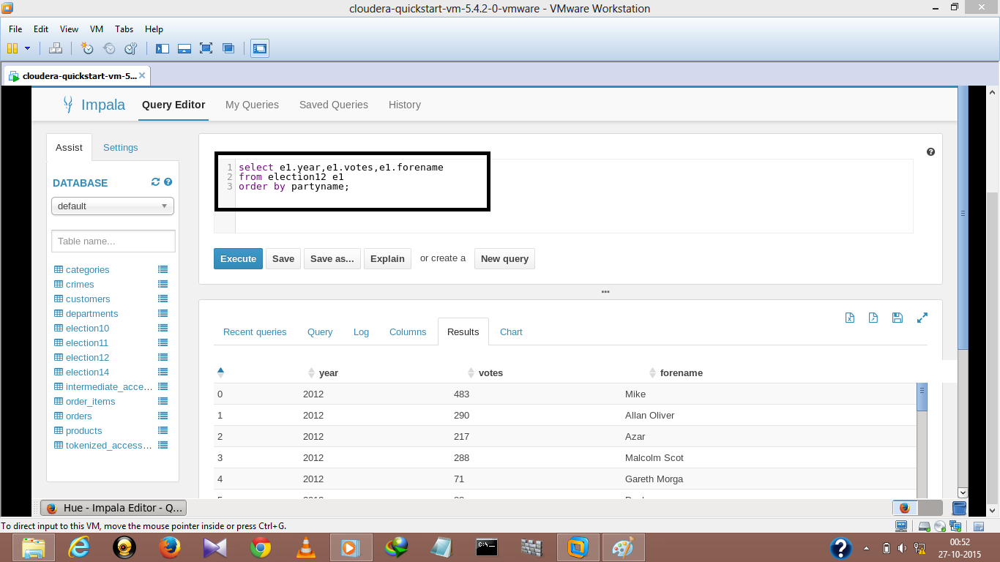 cloudera-quickstart-vm-5.4.2-0-vmware - VMware Workstation
File Edit View VM Tabs Help
cloudera-quickstart-vm-5...
Impala Query Editor My Queries Saved Queries History
Assist Settings
DATABASE
default
Table name...
categories
crimes
customers
departments
election10
election11
election12
election14
intermediate_acce...
order_items
orders
products
tokenized_access...
1 select e1.year,e1.votes,e1.forename
2 from election12 e1
3 order by partyname;
Execute Save Save as... Explain or create a New query
Recent queries Query Log Columns Results Chart
year votes forename
0 2012 483 Mike
1 2012 290 Allan Oliver
2 2012 217 Azar
3 2012 288 Malcolm Scot
4 2012 71 Gareth Morga
Hue - Impala Editor - Q...
To direct input to this VM, move the mouse pointer inside or press Ctrl+G.
00:52
27-10-2015